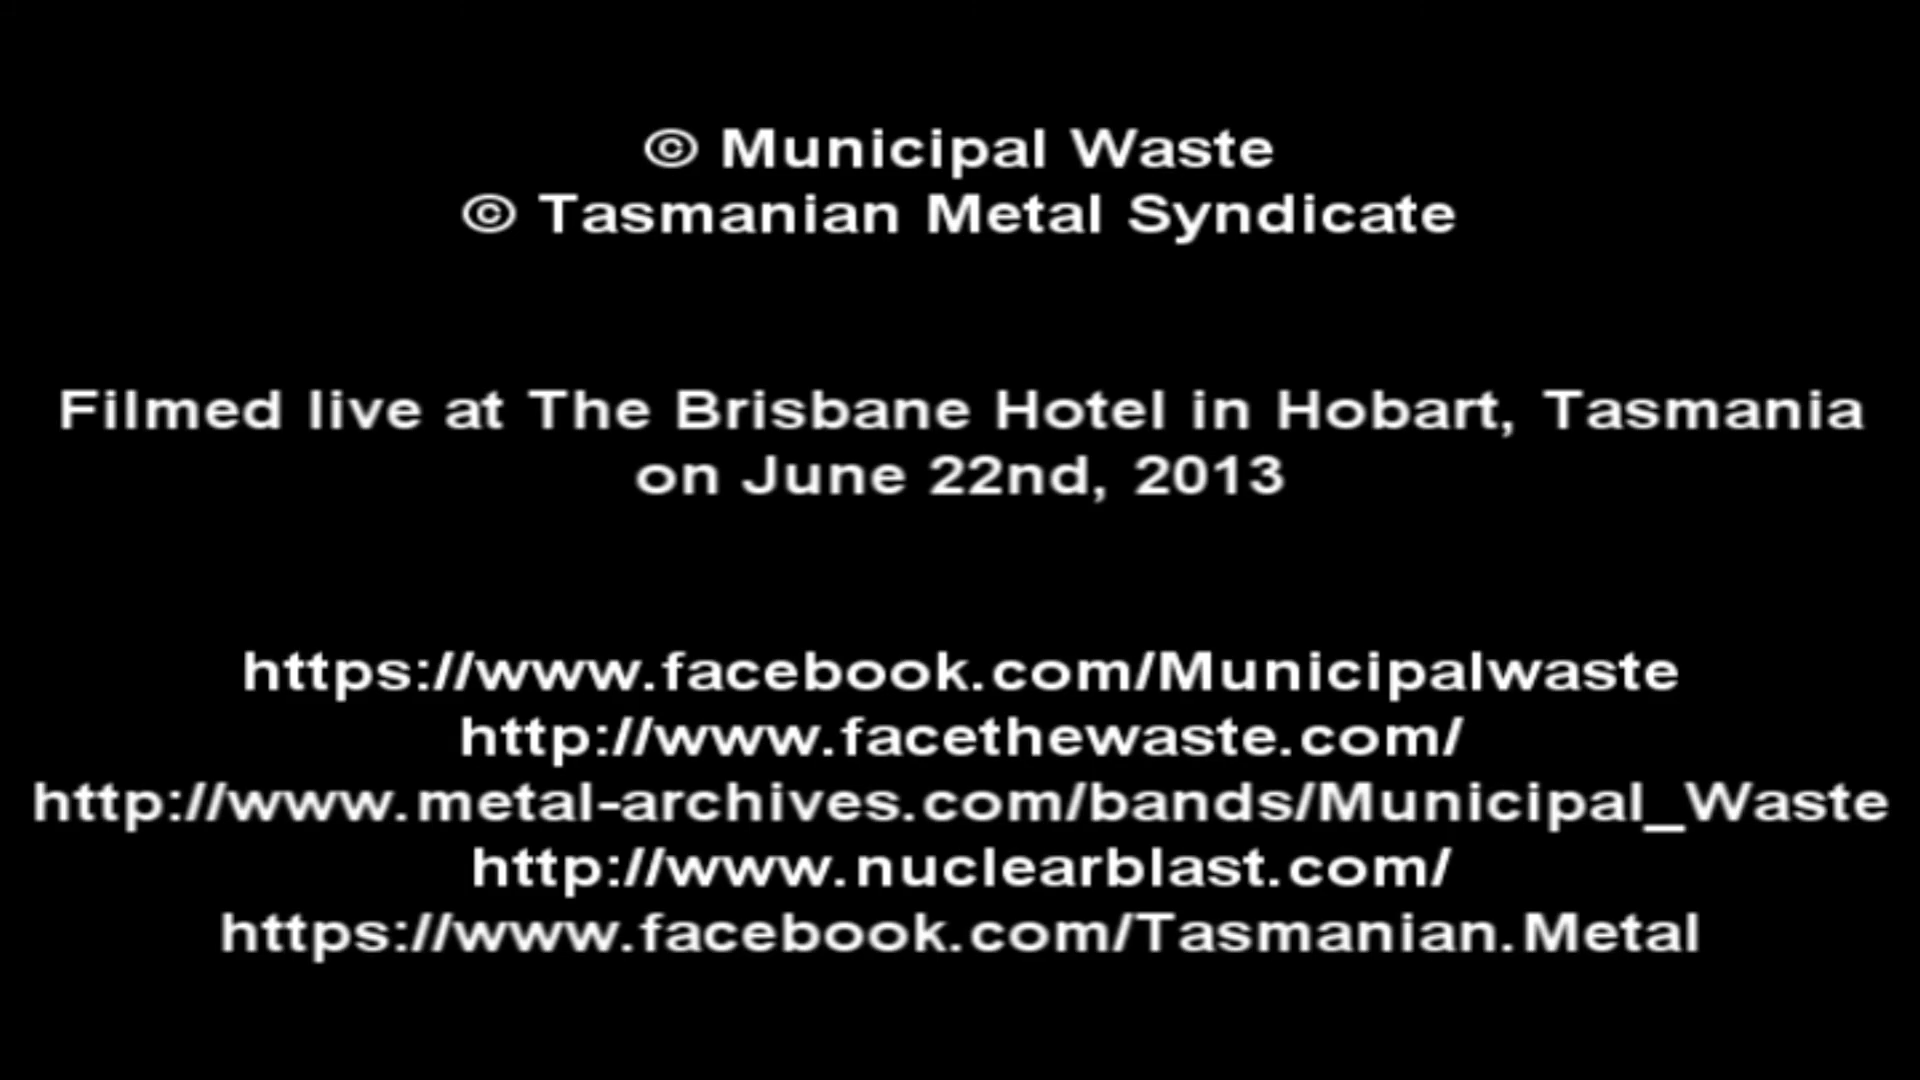 © Municipal Waste
© Tasmanian Metal Syndicate
Filmed live at The Brisbane Hotel in Hobart, Tasmania
on June 22nd, 2013
https://www.facebook.com/Municipalwaste
http://www.facethewaste.com/
http://www.metal-archives.com/bands/Municipal_Waste
http://www.nuclearblast.com/
https://www.facebook.com/Tasmanian.Metal